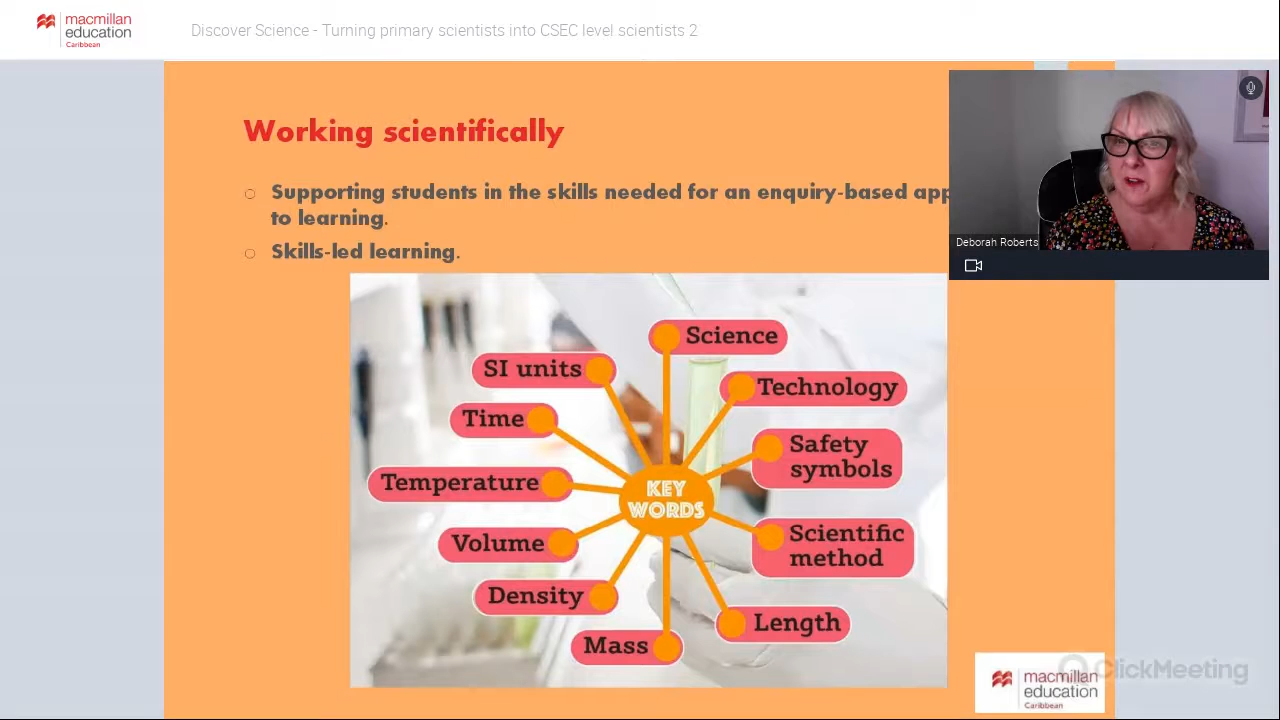 macmillan
education
Caribbean
Discover Science - Turning primary scientists into CSEC level scientists 2
Working scientifically
Supporting students in the skills needed for an enquiry-based app
to learning.
Skills-led learning.
Deborah Roberts
Science
SI units
Technology
Time
Safety
symbols
Temperature
KEY
WORDS
Scientific
method
Volume
Density
Length
Mass
ClickMeeting
macmillan
education
Caribbean